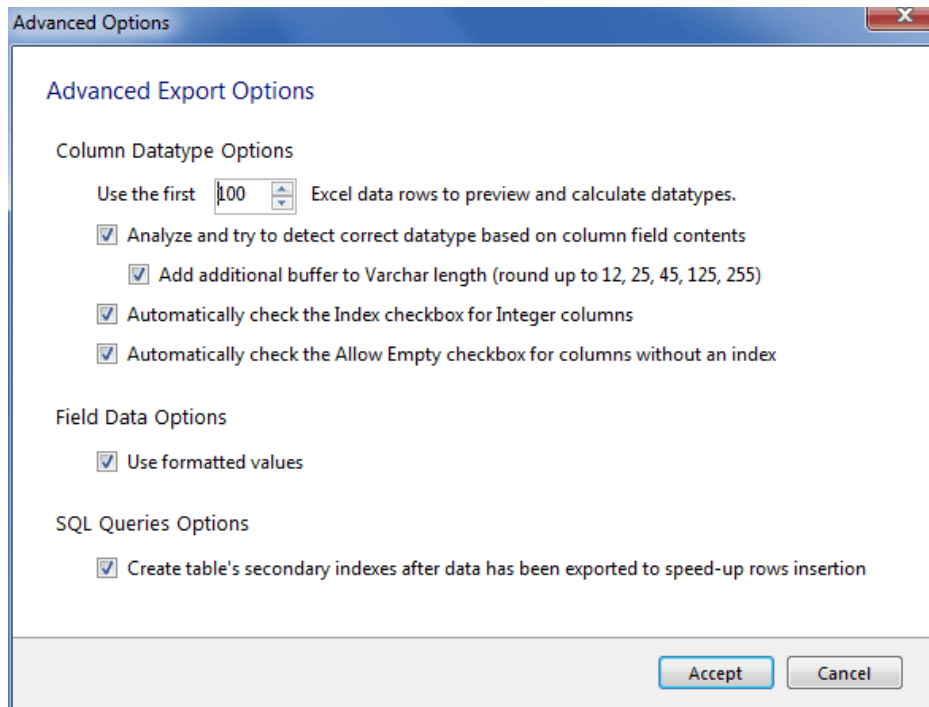 Advanced Options
X
Advanced Export Options
Column Datatype Options
Use the first 100 Excel data rows to preview and calculate datatypes.
Analyze and try to detect correct datatype based on column field contents
Add additional buffer to Varchar length (round up to 12, 25, 45, 125, 255)
Automatically check the Index checkbox for Integer columns
Automatically check the Allow Empty checkbox for columns without an index
Field Data Options
Use formatted values
SQL Queries Options
Create table's secondary indexes after data has been exported to speed-up rows insertion
Accept Cancel